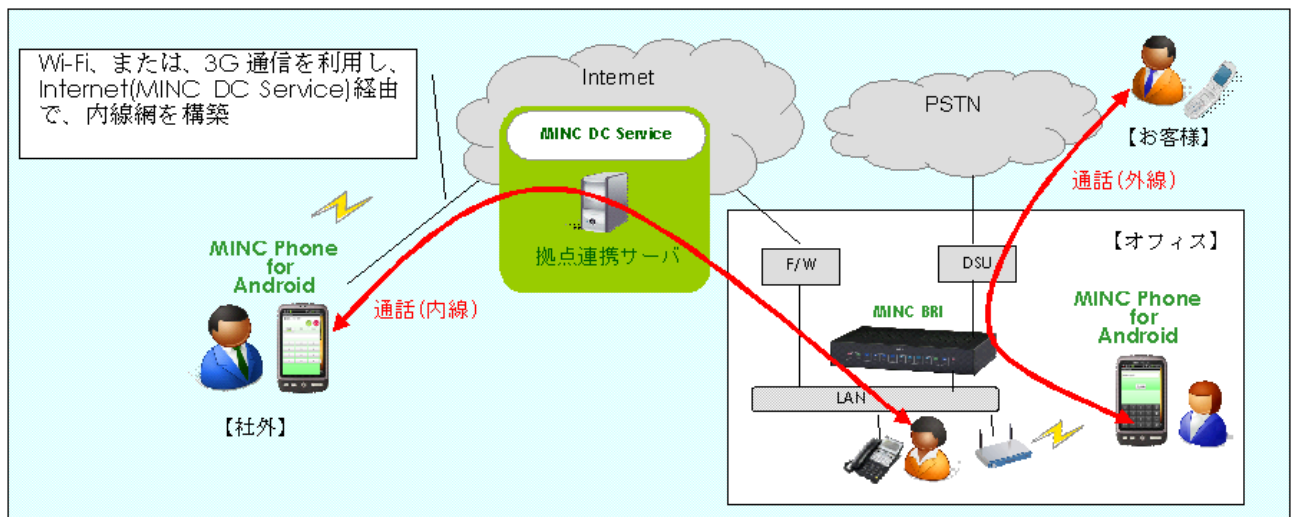 Wi-Fi、または、3G 通信を利用し、
Internet(MINC DC Service)経由
で、内線網を構築
Internet
MINC DC Service
拠点連携サーバ
PSTN
【お客様】
通話(外線)
【オフィス】
F/W
DSU
MINC Phone
for
Android
通話(内線)
【社外】
MINC BRI
LAN
MINC Phone
for
Android